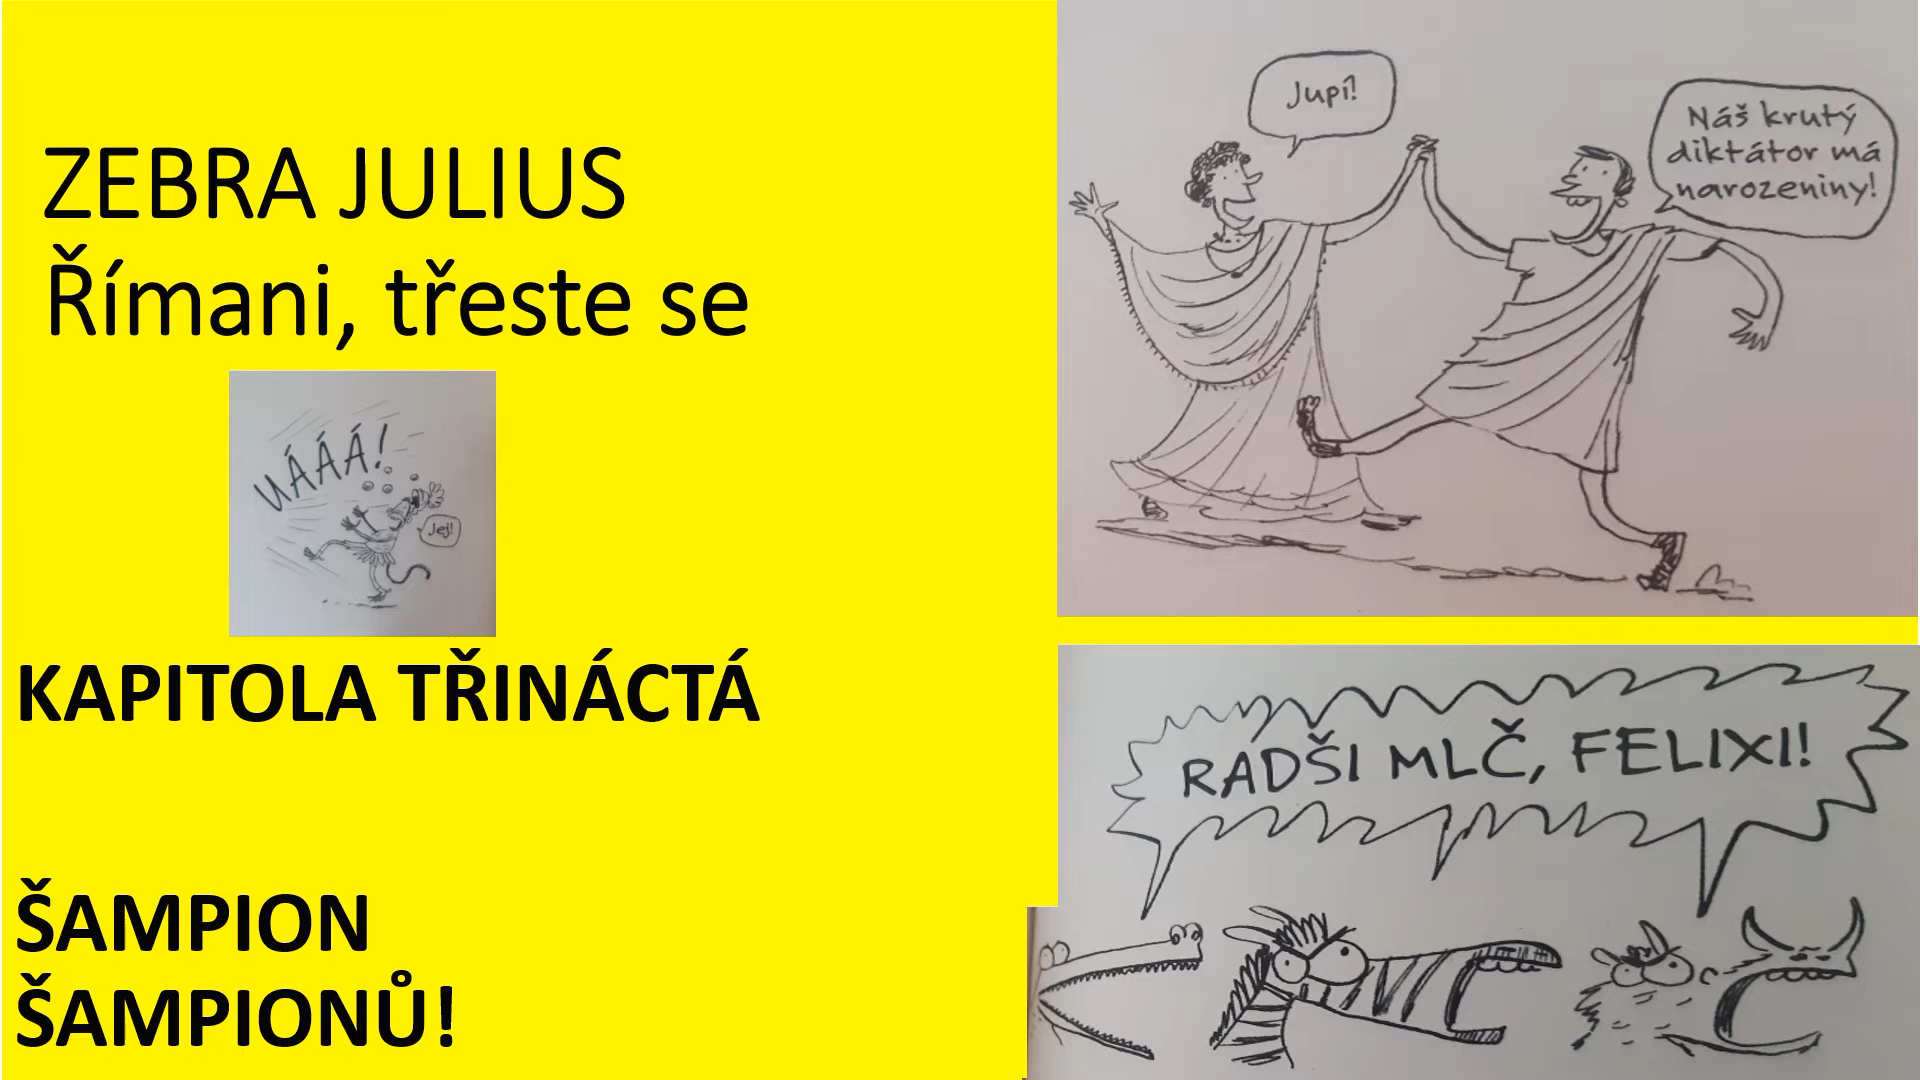 ZEBRA JULIUS
Římani, třeste se
UÁÁÁ!
Jej!
KAPITOLA TŘINÁCTÁ
ŠAMPION
ŠAMPIONŮ!
Jupí!
Náš krutý
diktátor má
narozeniny!
RADŠI MLČ, FELIXI!